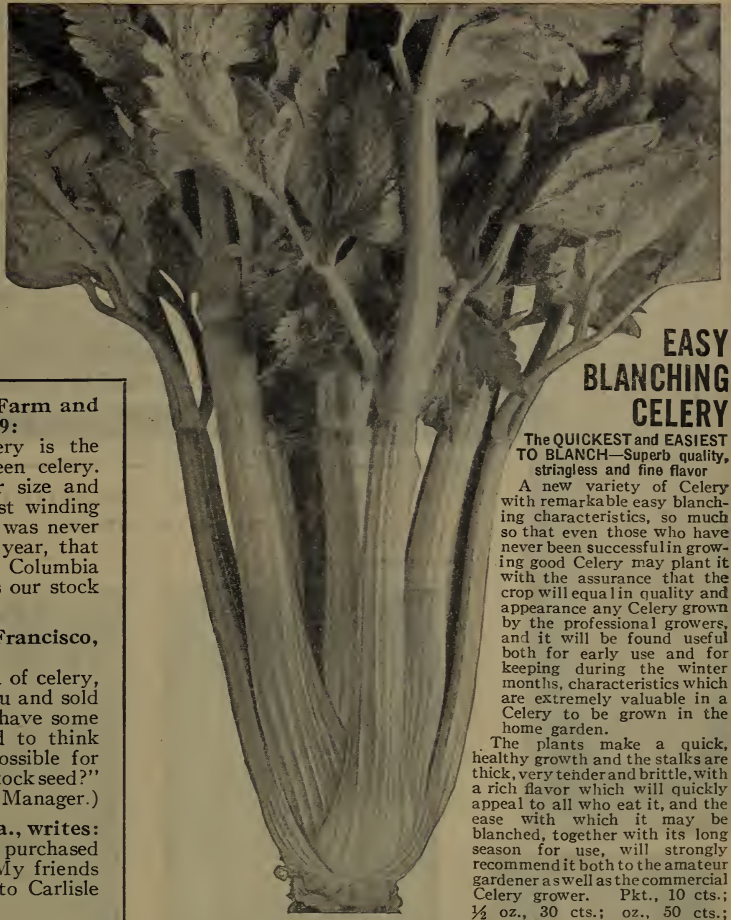 Farm and
9:
ery is the
een celery.
r size and
st winding
was never
year, that
Columbia
s our stock
Francisco,
of celery,
u and sold
have some
d to think
ossible for
tock seed?"
Manager.)
a., writes:
purchased
My friends
to Carlisle
EASY
BLANCHING
CELERY
The QUICKEST and EASIEST
TO BLANCH—Superb quality,
stringless and fine flavor
A new variety of Celery
with remarkable easy blanch-
ing characteristics, so much
so that even those who have
never been successful in grow-
ing good Celery may plant it
with the assurance that the
crop will equal in quality and
appearance any Celery grown
by the professional growers,
and it will be found useful
both for early use and for
keeping during the winter
months, characteristics which
are extremely valuable in a
Celery to be grown in the
home garden.
The plants make a quick,
healthy growth and the stalks are
thick, very tender and brittle, with
a rich flavor which will quickly
appeal to all who eat it, and the
ease with which it may be
blanched, together with its long
season for use, will strongly
recommend it both to the amateur
gardener as well as the commercial
Celery grower. Pkt., 10 cts.;
½ oz., 30 cts.; oz., 50 cts.;